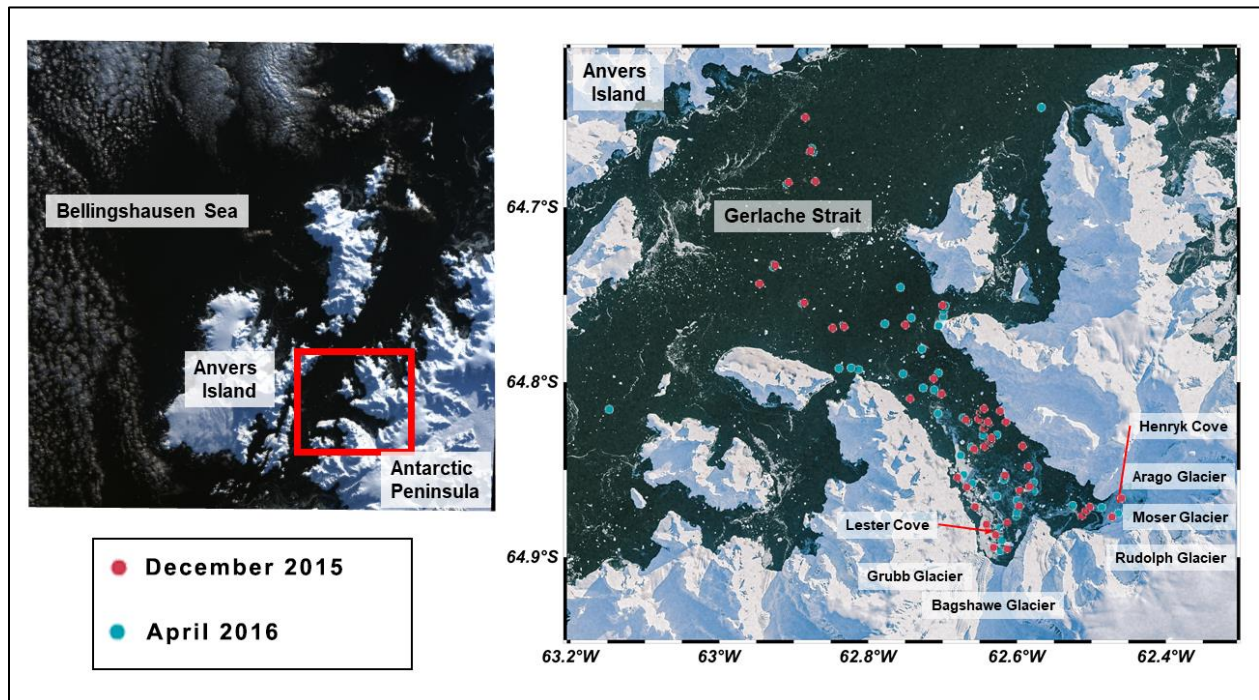 Bellingshausen Sea
Anvers
Island
Antarctic
Peninsula
December 2015
April 2016
Anvers
Island
Gerlache Strait
Henryk Cove
Arago Glacier
Moser Glacier
Rudolph Glacier
Lester Cove
Grubb Glacier
Bagshawe Glacier
64.7°S
64.8°S
64.9°S
63.2°W
63°W
62.8°W
62.6°W
62.4°W